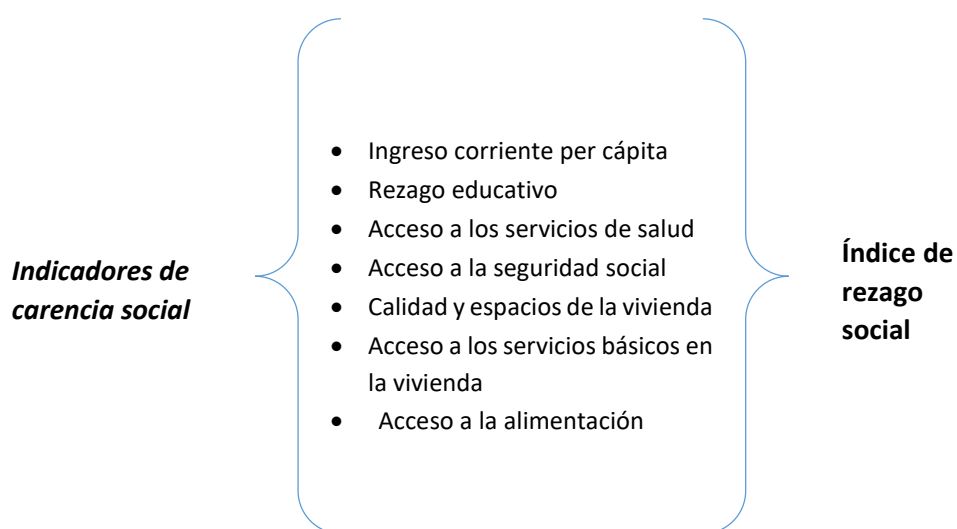 Indicadores de
carencia social
• Ingreso corriente per cápita
• Rezago educativo
• Acceso a los servicios de salud
• Acceso a la seguridad social
• Calidad y espacios de la vivienda
• Acceso a los servicios básicos en
la vivienda
• Acceso a la alimentación
Índice de
rezago
social